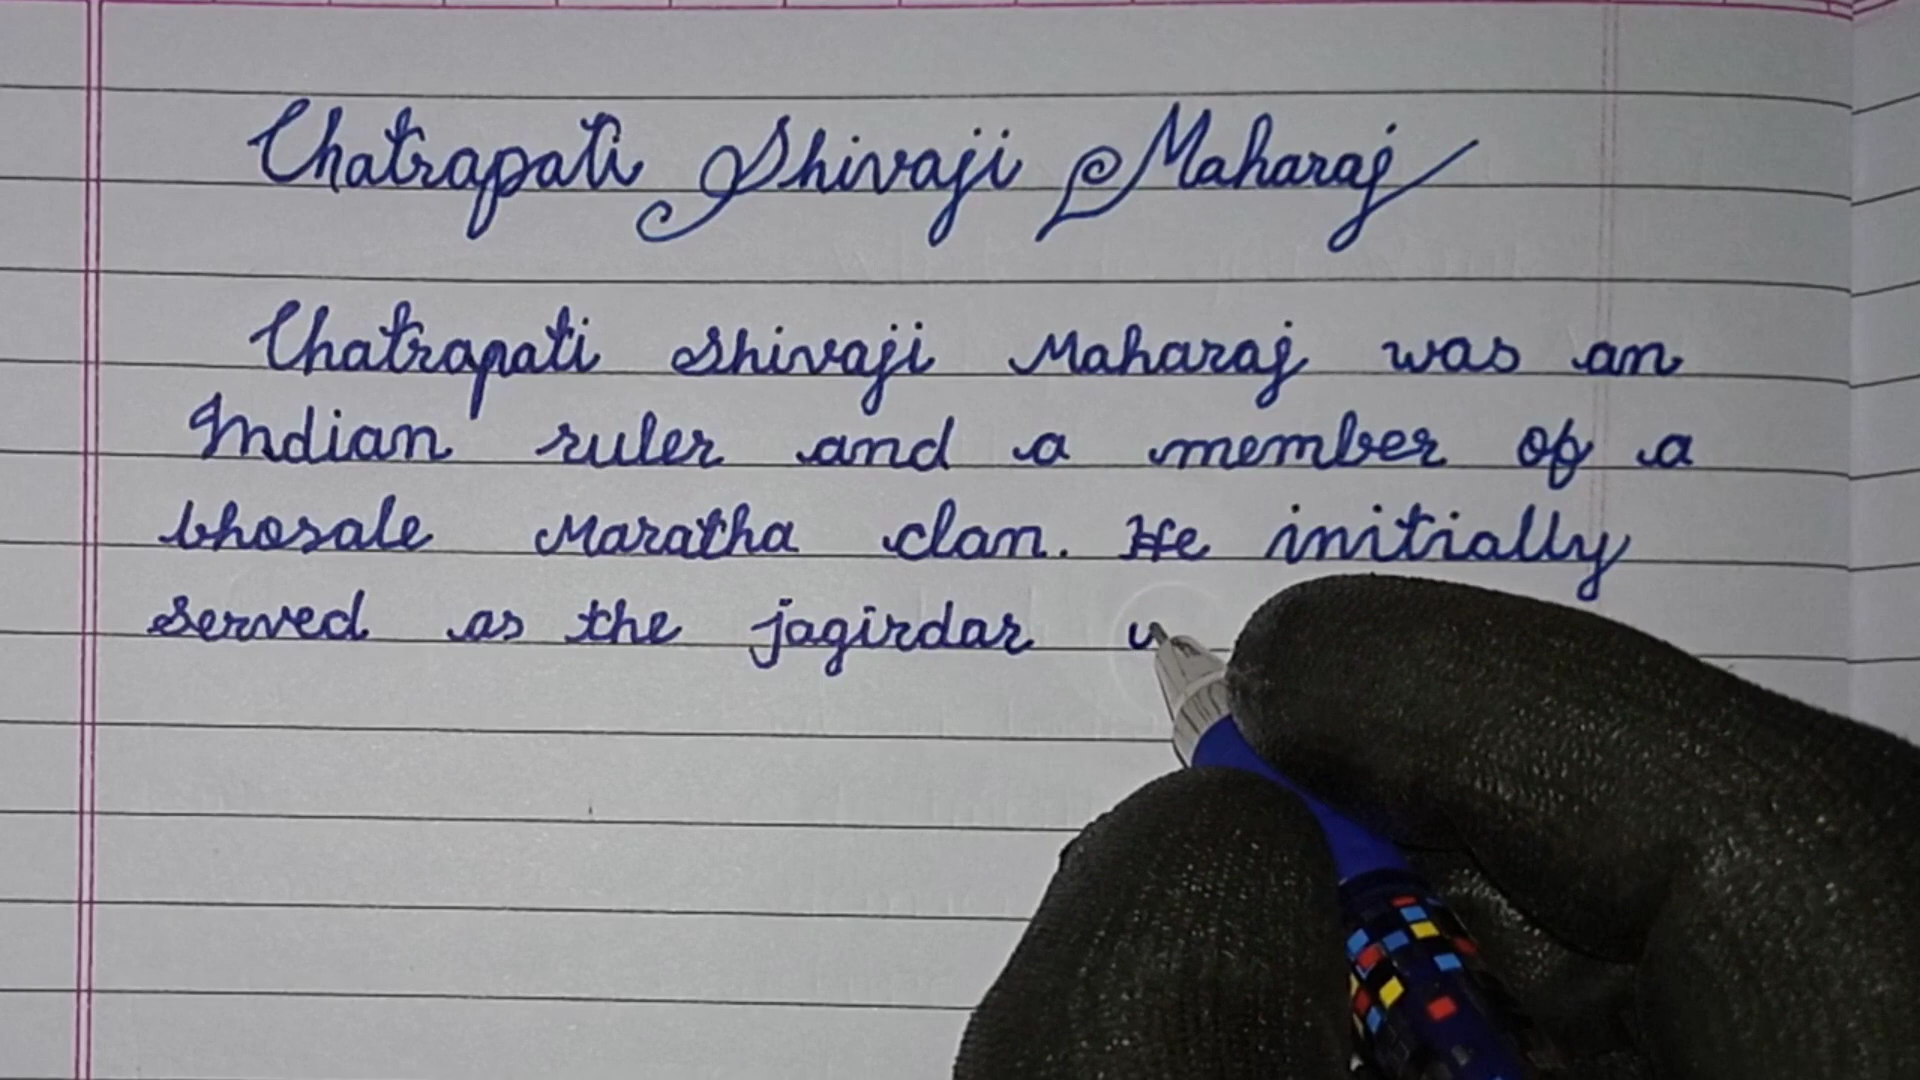 Chatrapati Shivaji Maharaj
Chatrapati Shivaji Maharaj was an
Indian ruler and a member of a
bhosale Maratha clan. He initially
served as the jagirdar